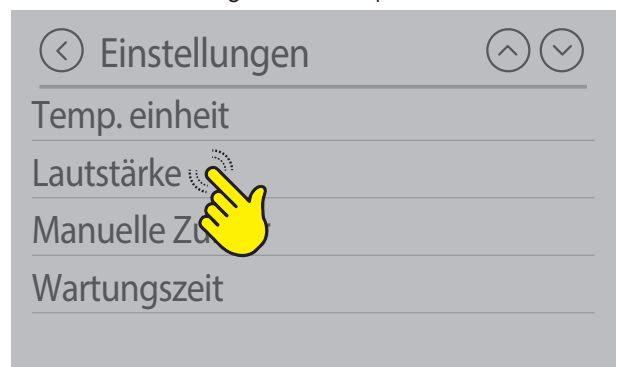 Einstellungen
Temp. einheit
Lautstärke
Manuelle
Wartungszeit